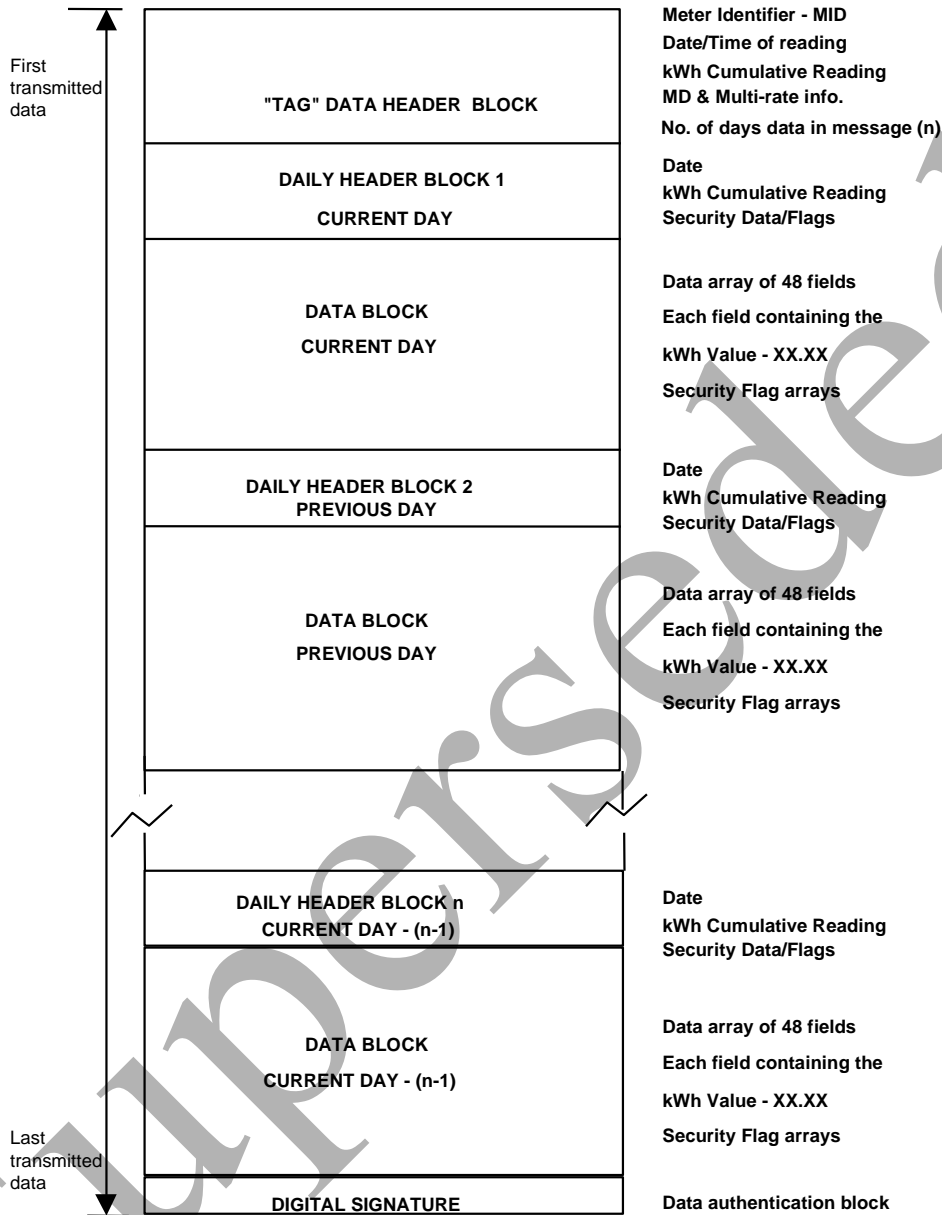 Meter Identifier - MID
Date/Time of reading
First
transmitted
data
kWh Cumulative Reading
"TAG" DATA HEADER BLOCK
MD & Multi-rate info.
No. of days data in message (n)
DAILY HEADER BLOCK 1
CURRENT DAY
Date
kWh Cumulative Reading
Security Data/Flags
DATA BLOCK
CURRENT DAY
Data array of 48 fields
Each field containing the
kWh Value - XX.XX
Security Flag arrays
DAILY HEADER BLOCK 2
PREVIOUS DAY
Date
kWh Cumulative Reading
Security Data/Flags
DATA BLOCK
PREVIOUS DAY
Data array of 48 fields
Each field containing the
kWh Value - XX.XX
Security Flag arrays
DAILY HEADER BLOCK n
CURRENT DAY - (n-1)
Date
kWh Cumulative Reading
Security Data/Flags
DATA BLOCK
CURRENT DAY - (n-1)
Data array of 48 fields
Each field containing the
kWh Value - XX.XX
Security Flag arrays
Last
transmitted
data
DIGITAL SIGNATURE
Data authentication block
upersede